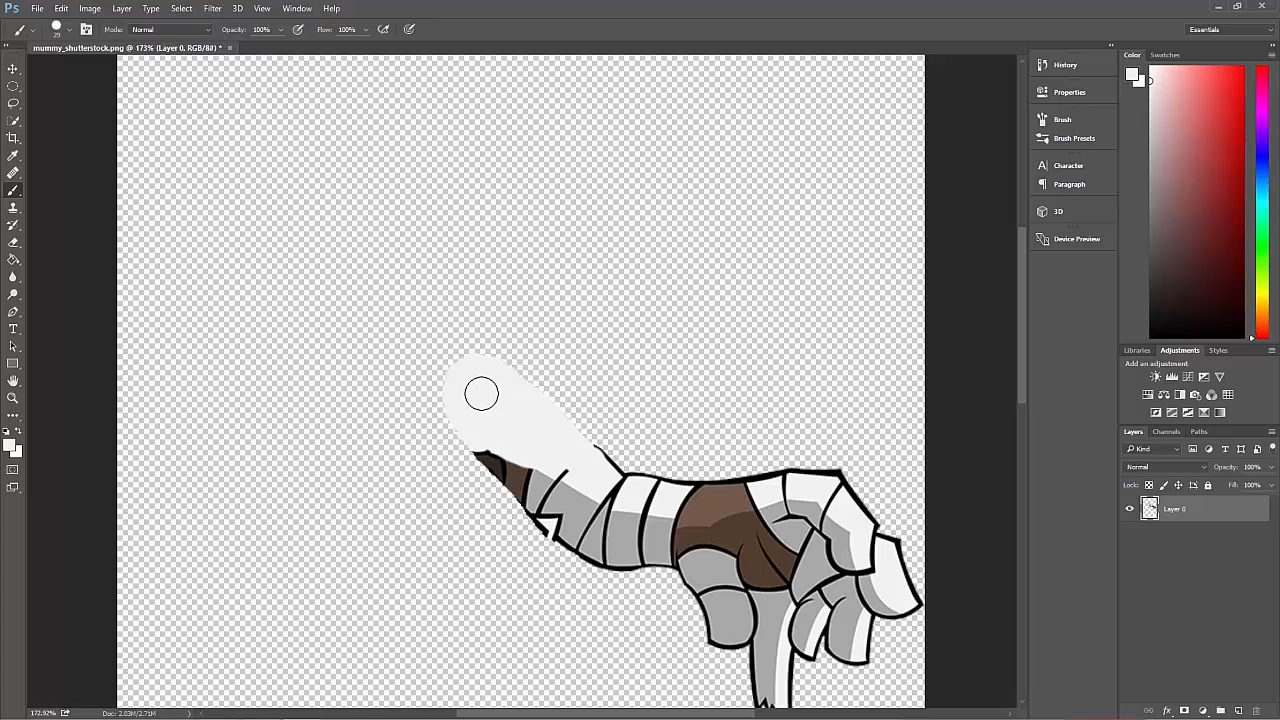 Ps File Edit Image Layer Type Select Filter 3D View Window Help
29 Mode: Normal Opacity: 100% Flow: 100% Essentials
mummy_shutterstock.png @ 173% (Layer 0, RGB/8#) * ×
Color Swatches
History
Properties
Brush
Brush Presets
Character
Paragraph
3D
Device Preview
Libraries Adjustments Styles
Add an adjustment
Layers Channels Paths
Kind
Normal Opacity: 100%
Lock: Fill: 100%
Layer 0
172.92% Doc: 2.03M/2.71M